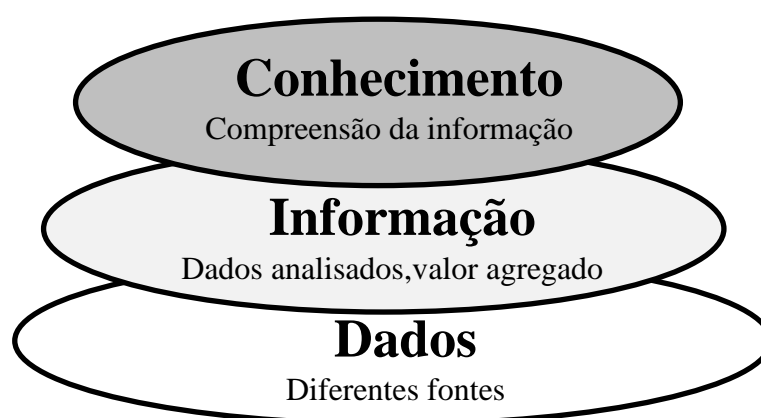 Conhecimento
Compreensão da informação
Informação
Dados analisados,valor agregado
Dados
Diferentes fontes